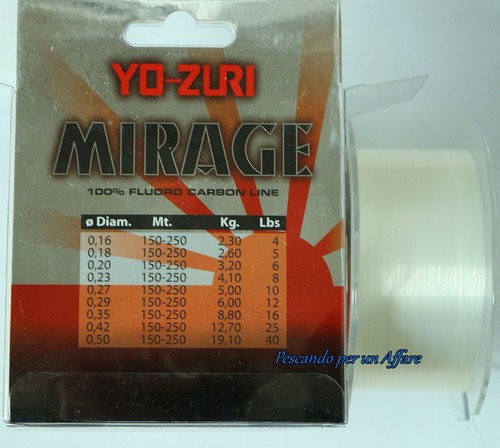 YO-ZURI
MIRAGE
100% FLUORO CARBON LINE
ø Diam. Mt. Kg. Lbs
0,16 150-250 2,30 4
0,18 150-250 2,60 5
0,20 150-250 3,20 6
0,23 150-250 4,10 8
0,27 150-250 5,00 10
0,29 150-250 6,00 12
0,35 150-250 8,80 16
0,42 150-250 12,70 25
0,50 150-250 19,10 40
Pescando per un Affare